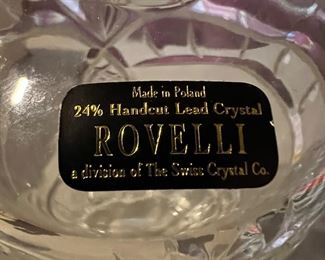 Made in Poland
24% Handcut Lead Crystal
ROVELLI
a division of The Swiss Crystal Co.